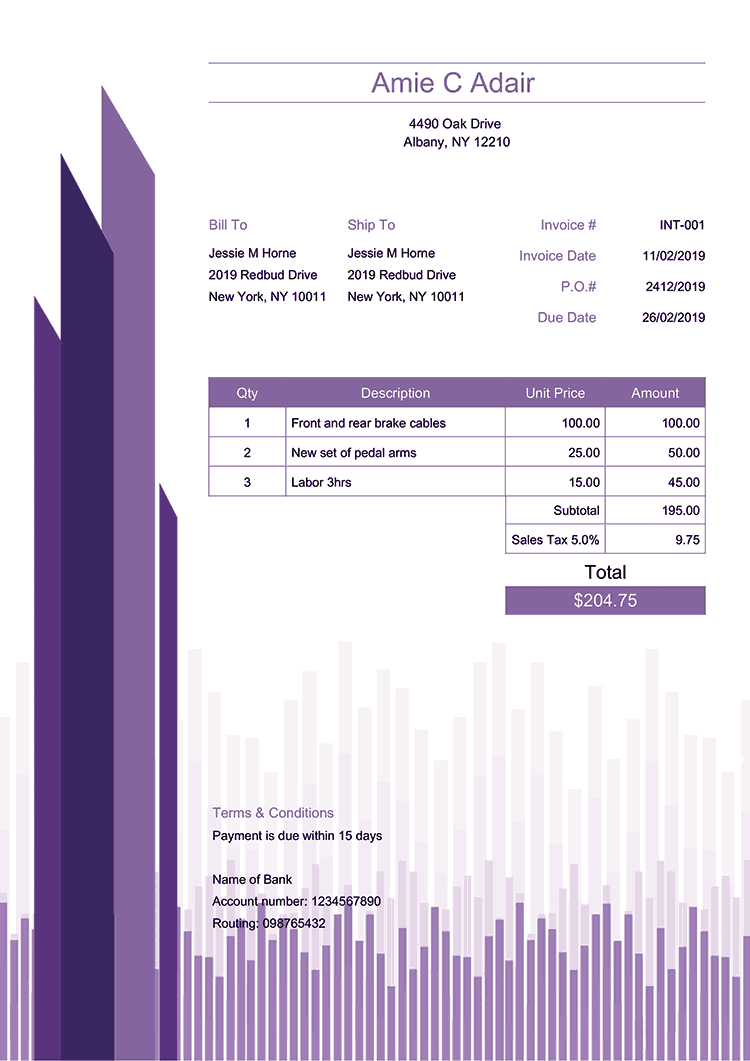 Amie C Adair
4490 Oak Drive
Albany, NY 12210
Bill To
Jessie M Horne
2019 Redbud Drive
New York, NY 10011
Ship To
Jessie M Horne
2019 Redbud Drive
New York, NY 10011
Invoice # INT-001
Invoice Date 11/02/2019
P.O.# 2412/2019
Due Date 26/02/2019
Qty Description Unit Price Amount
1 Front and rear brake cables 100.00 100.00
2 New set of pedal arms 25.00 50.00
3 Labor 3hrs 15.00 45.00
Subtotal 195.00
Sales Tax 5.0% 9.75
Total
$204.75
Terms & Conditions
Payment is due within 15 days
Name of Bank
Account number: 1234567890
Routing: 098765432